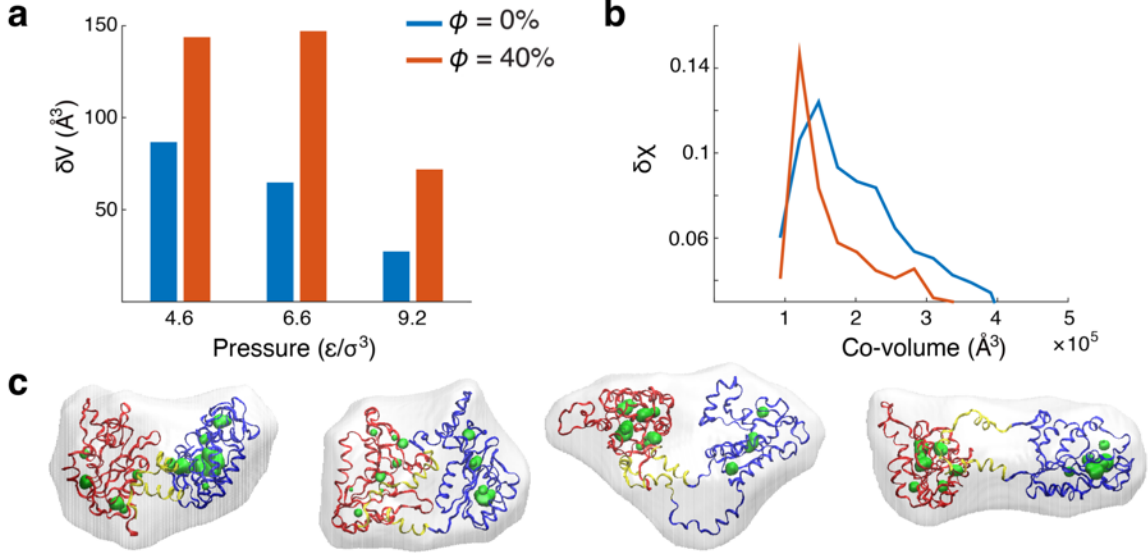 a
150
100
50
δV (Å³)
ϕ = 0%
ϕ = 40%
4.6 6.6 9.2
Pressure (ε/σ³)
b
0.14
0.1
0.06
δχ
1 2 3 4 5
Co-volume (Å³) ×10⁵
c